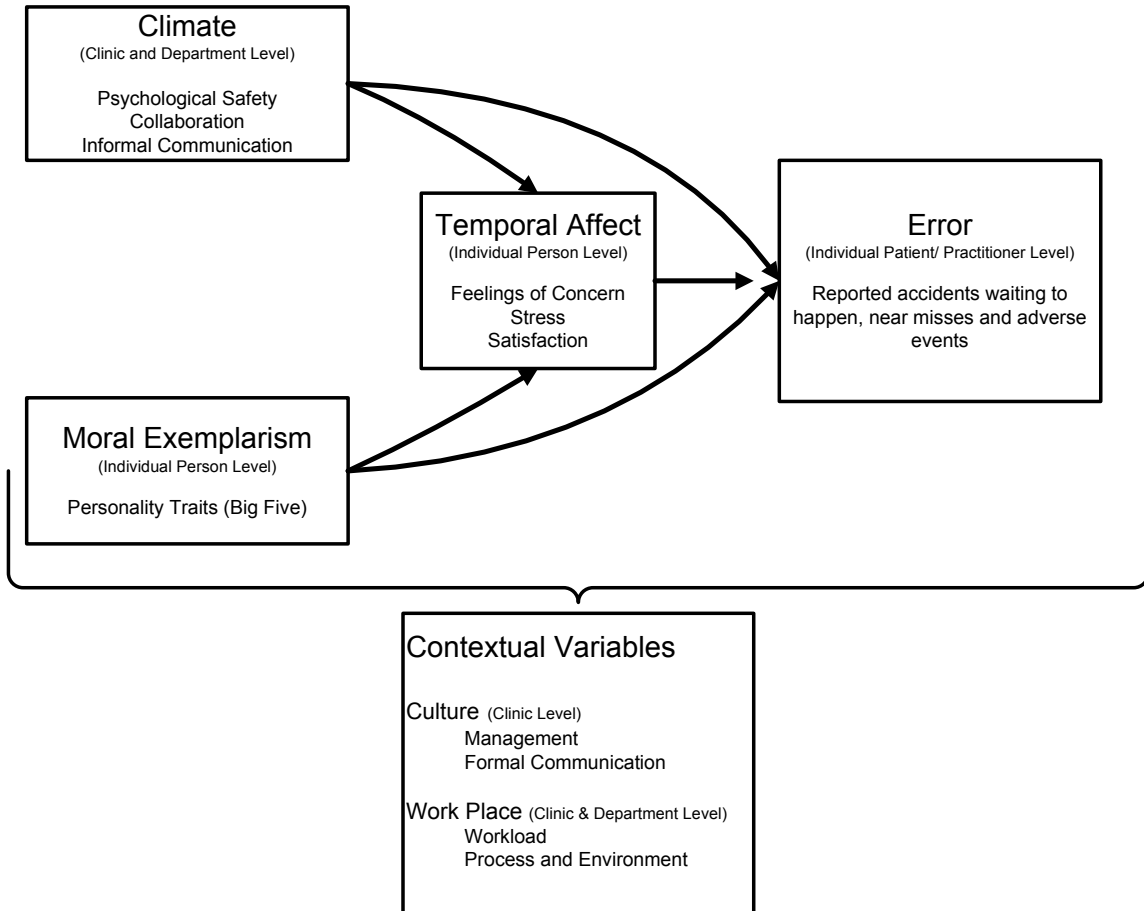 Climate
(Clinic and Department Level)
Psychological Safety
Collaboration
Informal Communication
Temporal Affect
(Individual Person Level)
Feelings of Concern
Stress
Satisfaction
Error
(Individual Patient/ Practitioner Level)
Reported accidents waiting to
happen, near misses and adverse
events
Moral Exemplarism
(Individual Person Level)
Personality Traits (Big Five)
Contextual Variables
Culture (Clinic Level)
Management
Formal Communication
Work Place (Clinic & Department Level)
Workload
Process and Environment